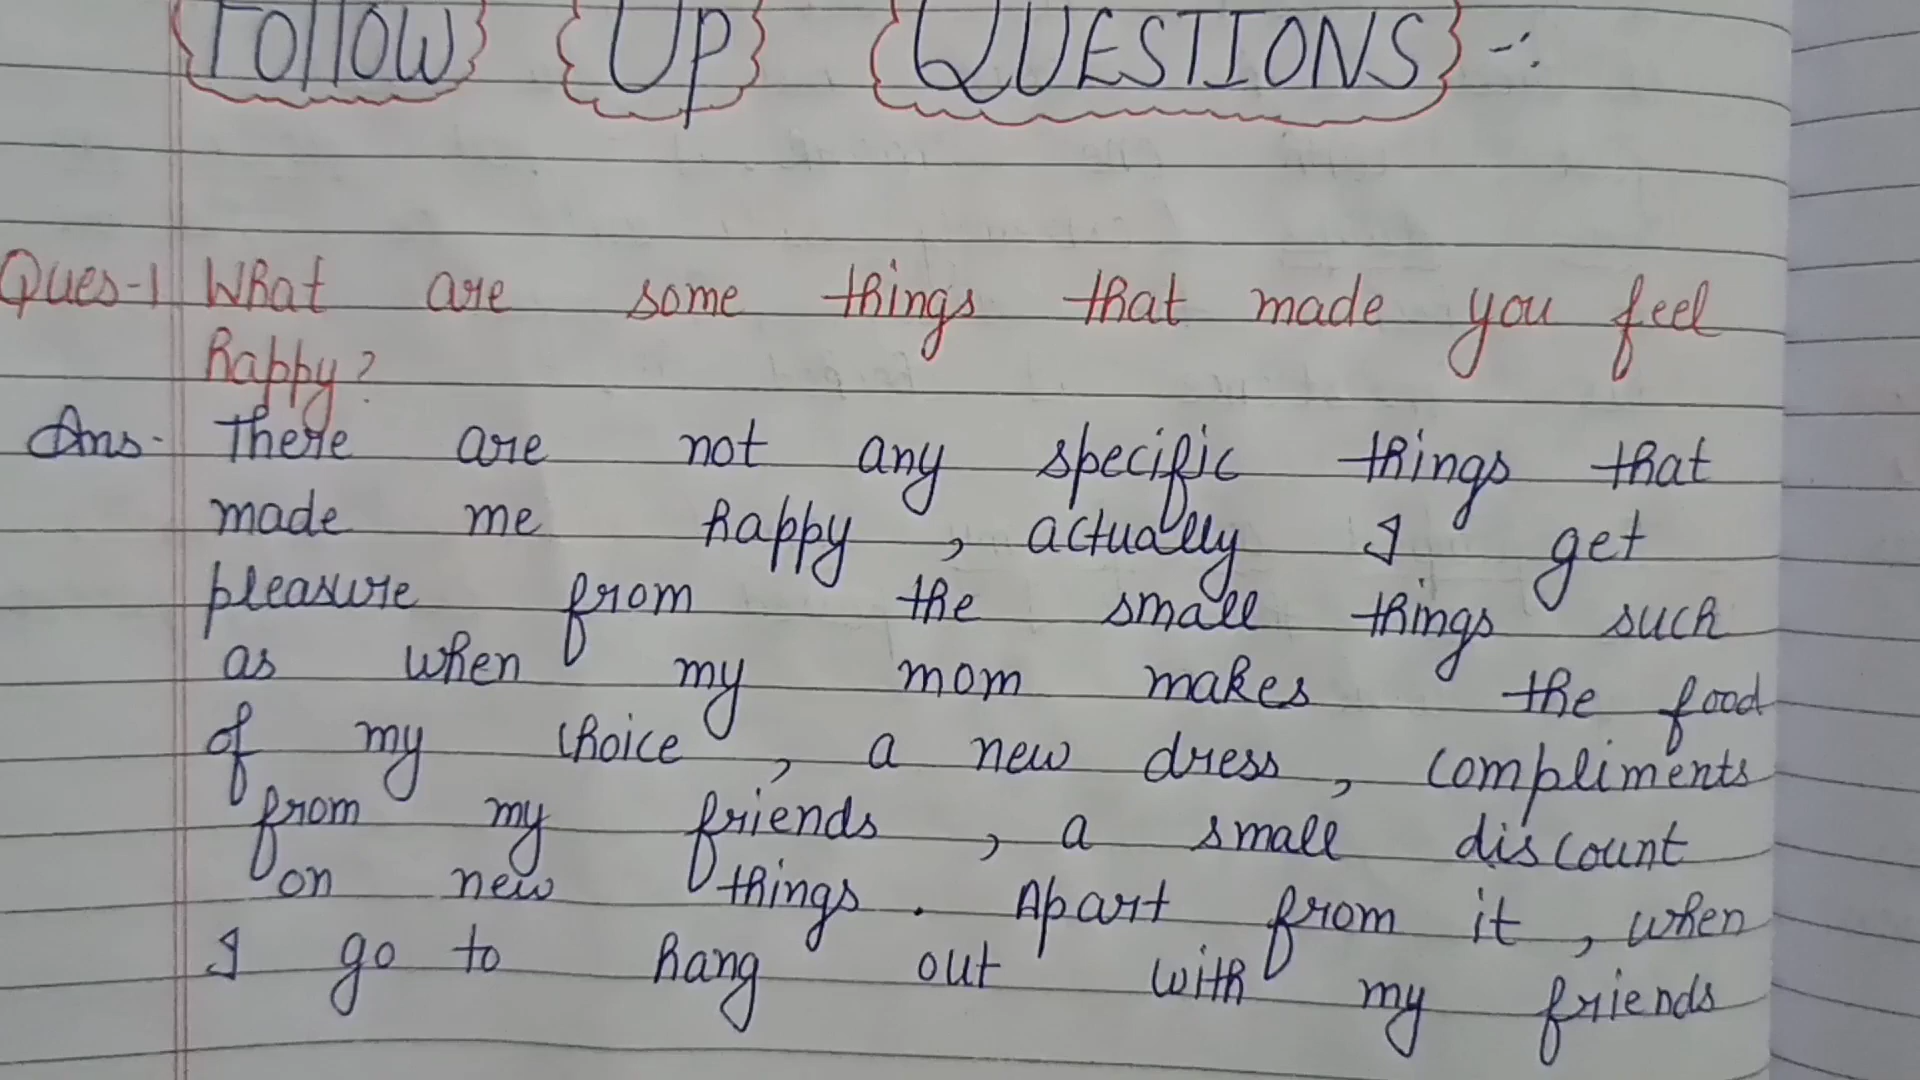 Follow Up QUESTIONS -:
Ques-1 What are some things that made you feel
happy?
Ans- There are not any specific things that
made me happy, actually I get
pleasure from the small things such
as when my mom makes the food
of my choice, a new dress, compliments
from my friends, a small discount
on new things. Apart from it, when
I go to hang out with my friends